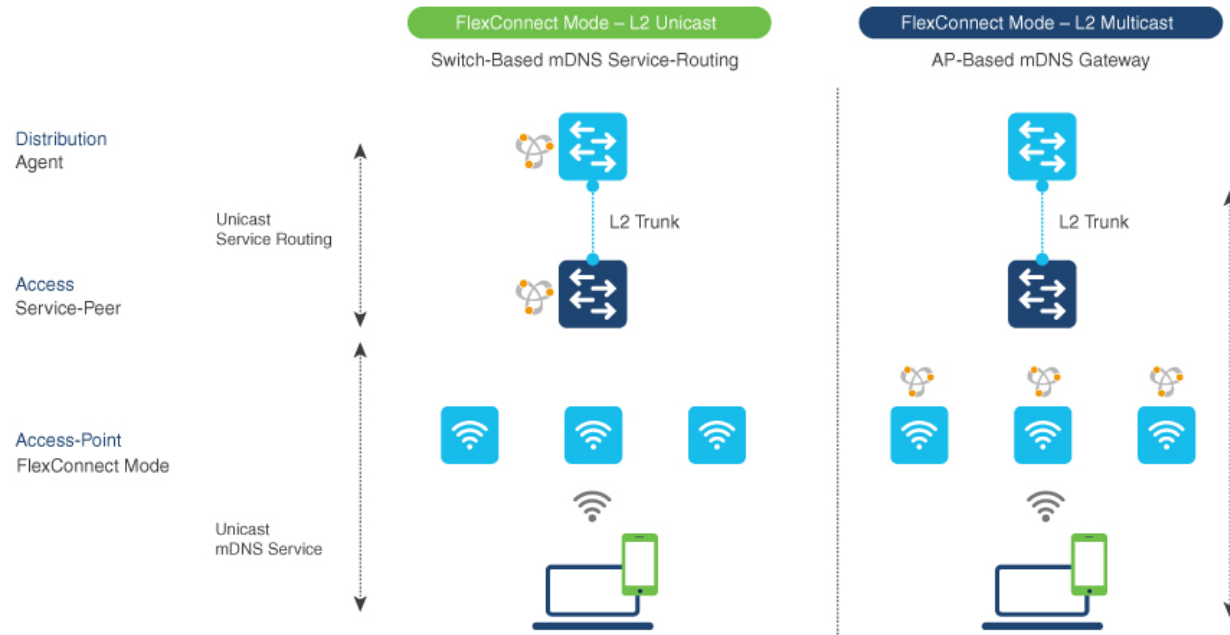 FlexConnect Mode – L2 Unicast
Switch-Based mDNS Service-Routing
FlexConnect Mode – L2 Multicast
AP-Based mDNS Gateway
Distribution
Agent
Unicast
Service Routing
L2 Trunk
L2 Trunk
Access
Service-Peer
Access-Point
FlexConnect Mode
Unicast
mDNS Service